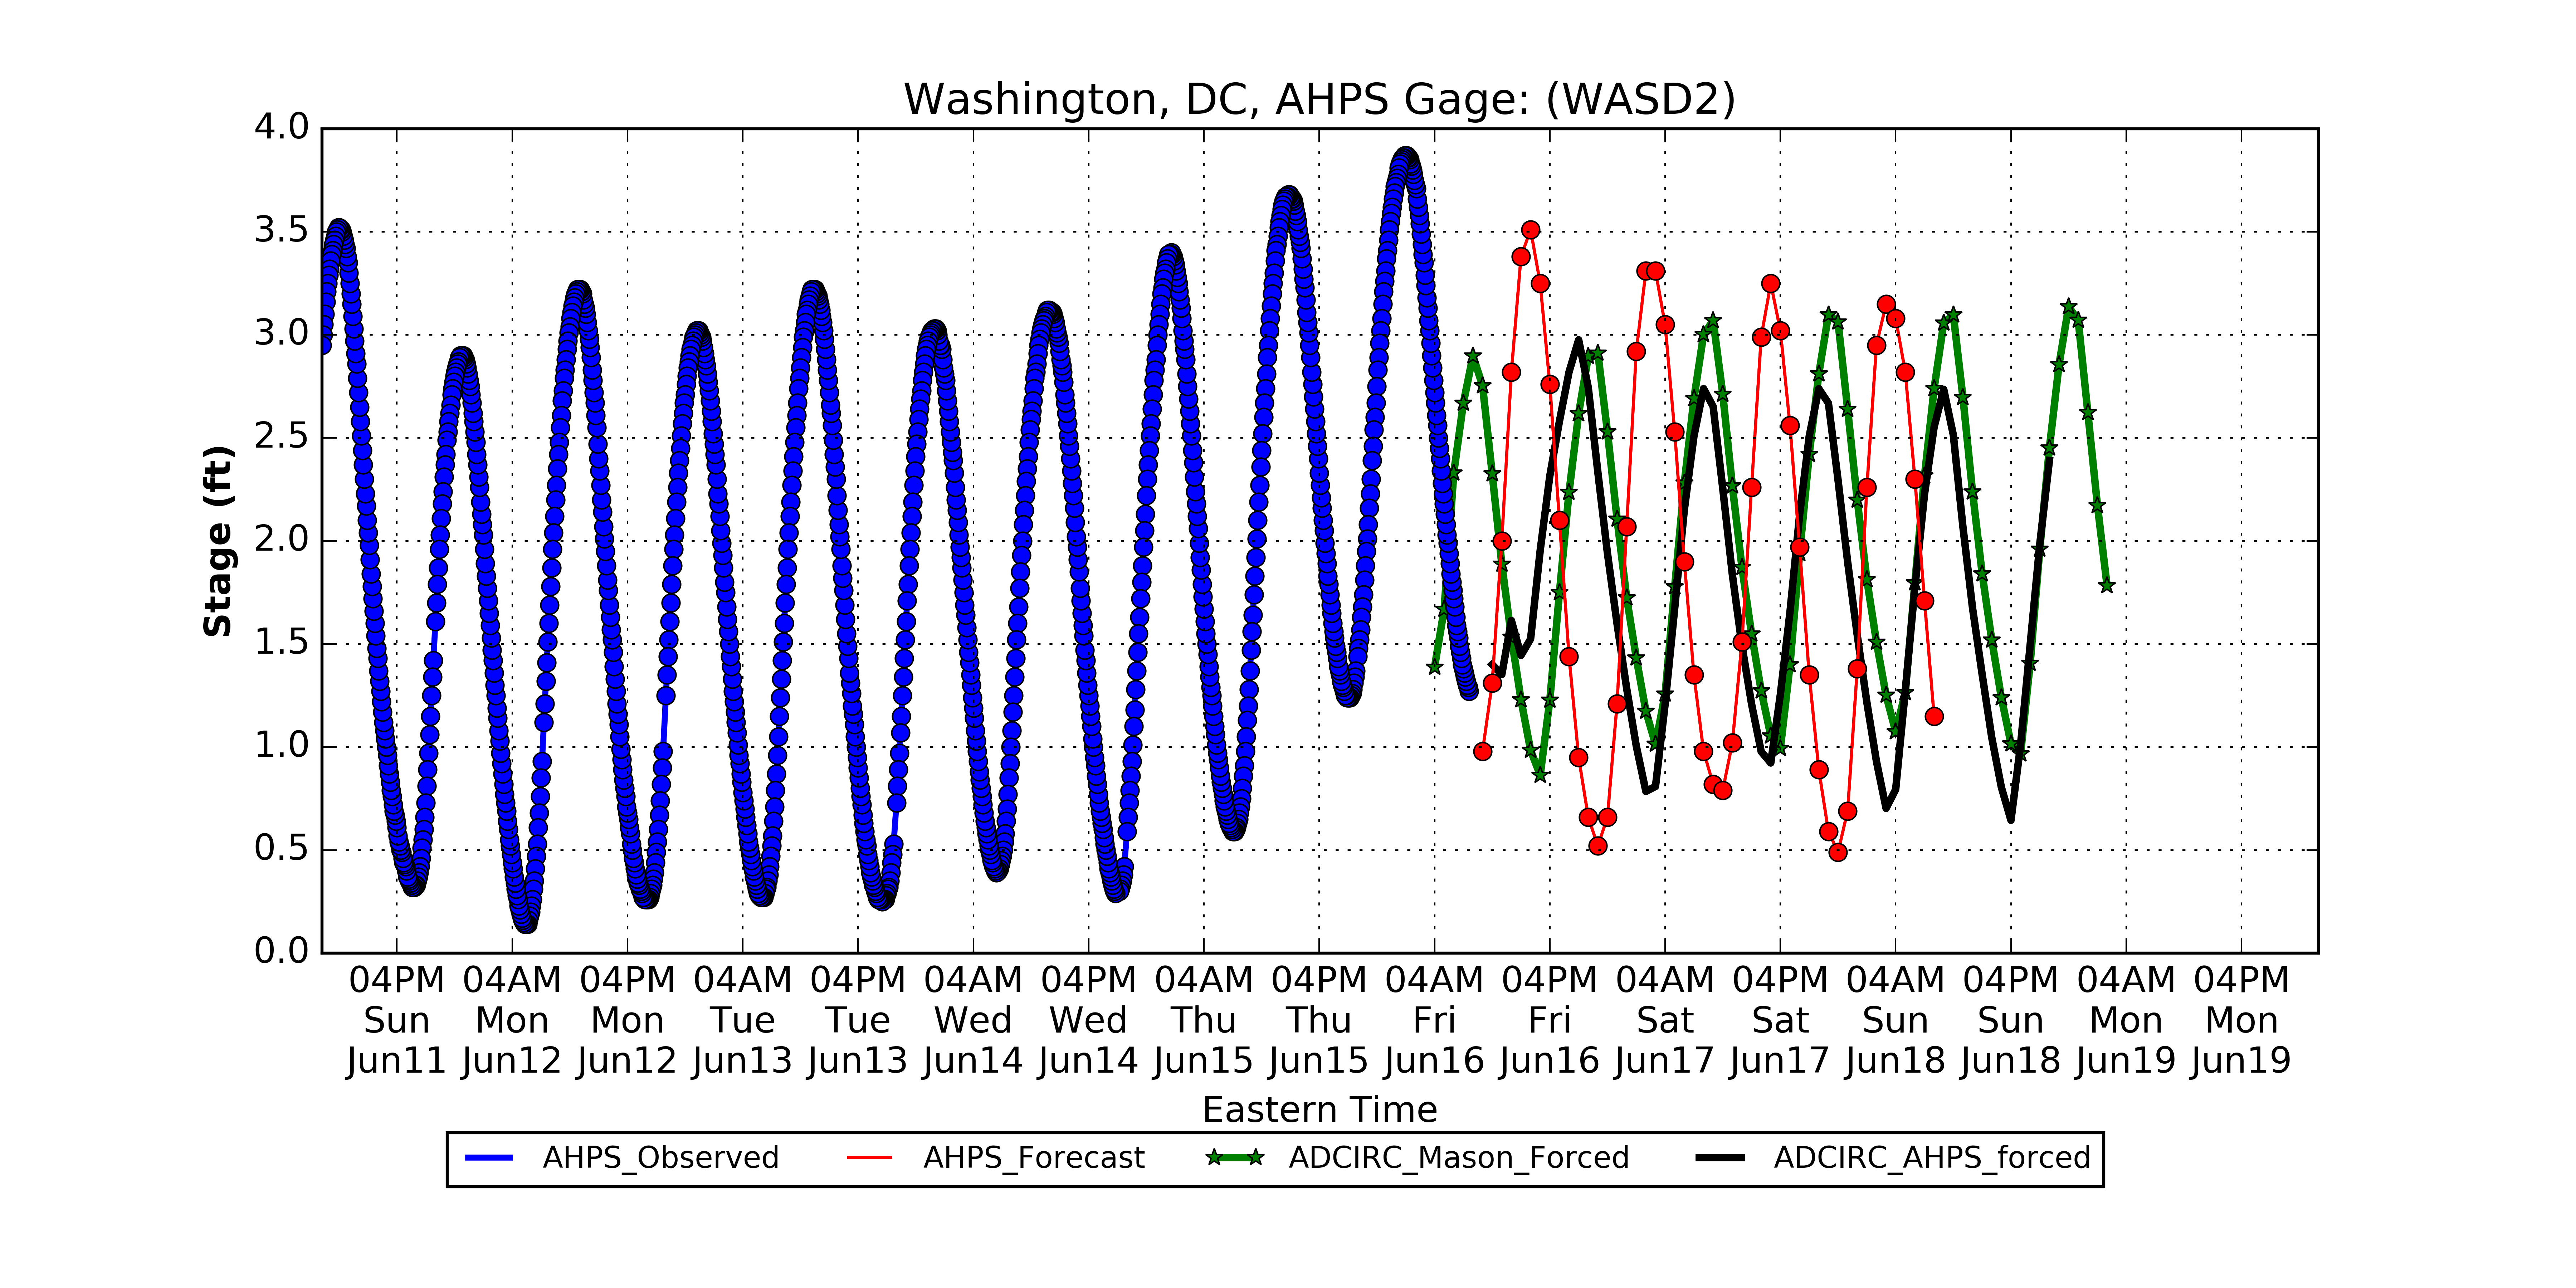 Washington, DC, AHPS Gage: (WASD2)
4.0
3.5
3.0
2.5
2.0
1.5
1.0
0.5
0.0
Stage (ft)
04PM 04AM 04PM 04AM 04PM 04AM 04PM 04AM 04PM 04AM 04PM 04AM 04PM 04AM 04PM 04AM 04PM
Sun Mon Mon Tue Tue Wed Wed Thu Thu Fri Fri Sat Sat Sun Sun Mon Mon
Jun11 Jun12 Jun12 Jun13 Jun13 Jun14 Jun14 Jun15 Jun15 Jun16 Jun16 Jun17 Jun17 Jun18 Jun18 Jun19 Jun19
Eastern Time
AHPS_Observed AHPS_Forecast ADCIRC_Mason_Forced ADCIRC_AHPS_forced